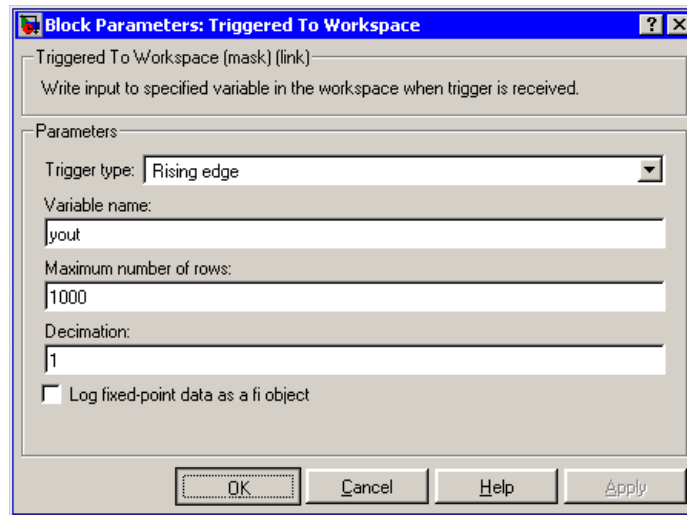 Block Parameters: Triggered To Workspace
Triggered To Workspace (mask) (link)
Write input to specified variable in the workspace when trigger is received.
Parameters
Trigger type: Rising edge
Variable name:
yout
Maximum number of rows:
1000
Decimation:
1
Log fixed-point data as a fi object
OK Cancel Help Apply